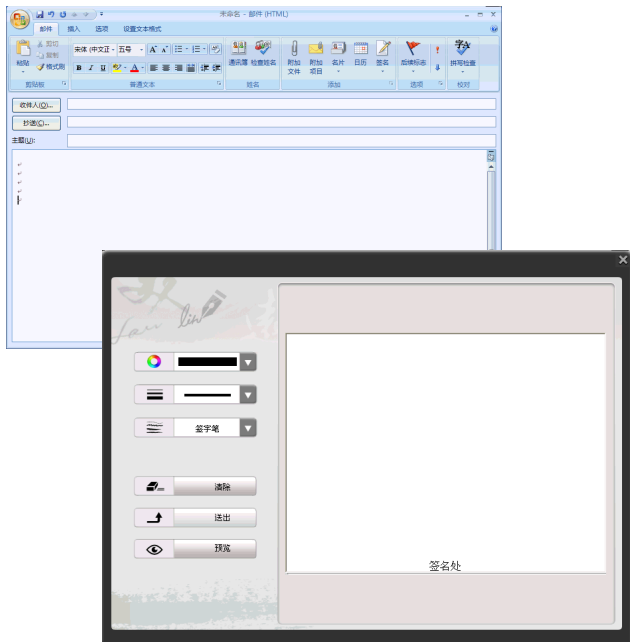 未命名 - 邮件 (HTML)
邮件 插入 选项 设置文本格式
粘贴 剪切 复制 格式刷
宋体 (中文正 五号 A A
B I U A
通讯簿 检查姓名 附加文件 附加项目 名片 日历 签名 后续标志 拼写检查
剪贴板 普通文本 姓名 添加 选项 校对
收件人(O)...
抄送(C)...
主题(U):
签字笔
清除
送出
预览
签名处